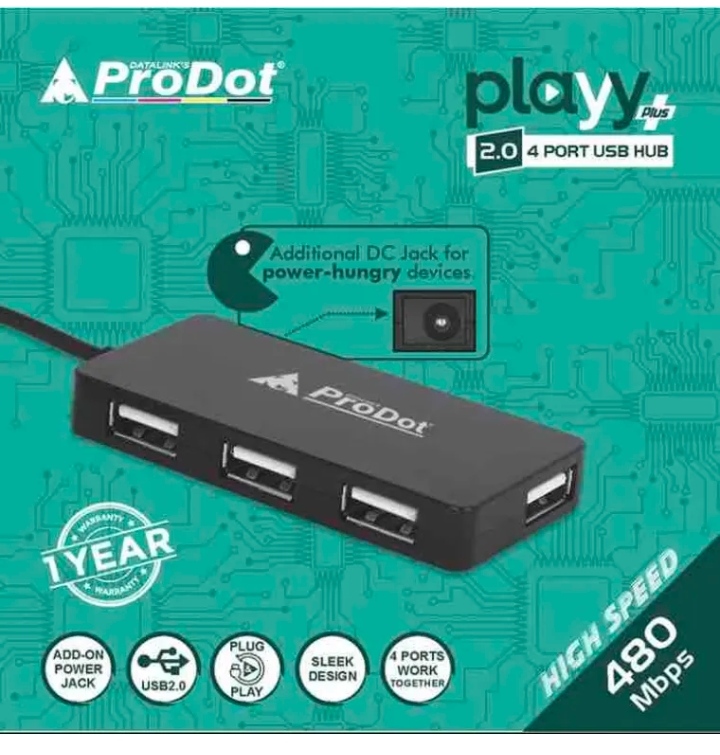 DATALINK'S
ProDot®
playy
Plus
2.0 4 PORT USB HUB
Additional DC Jack for
power-hungry devices.
ProDot
WARRANTY
1 YEAR
WARRANTY
HIGH SPEED
480
Mbps
ADD-ON
POWER
JACK
USB2.0
PLUG
PLAY
SLEEK
DESIGN
4 PORTS
WORK
TOGETHER